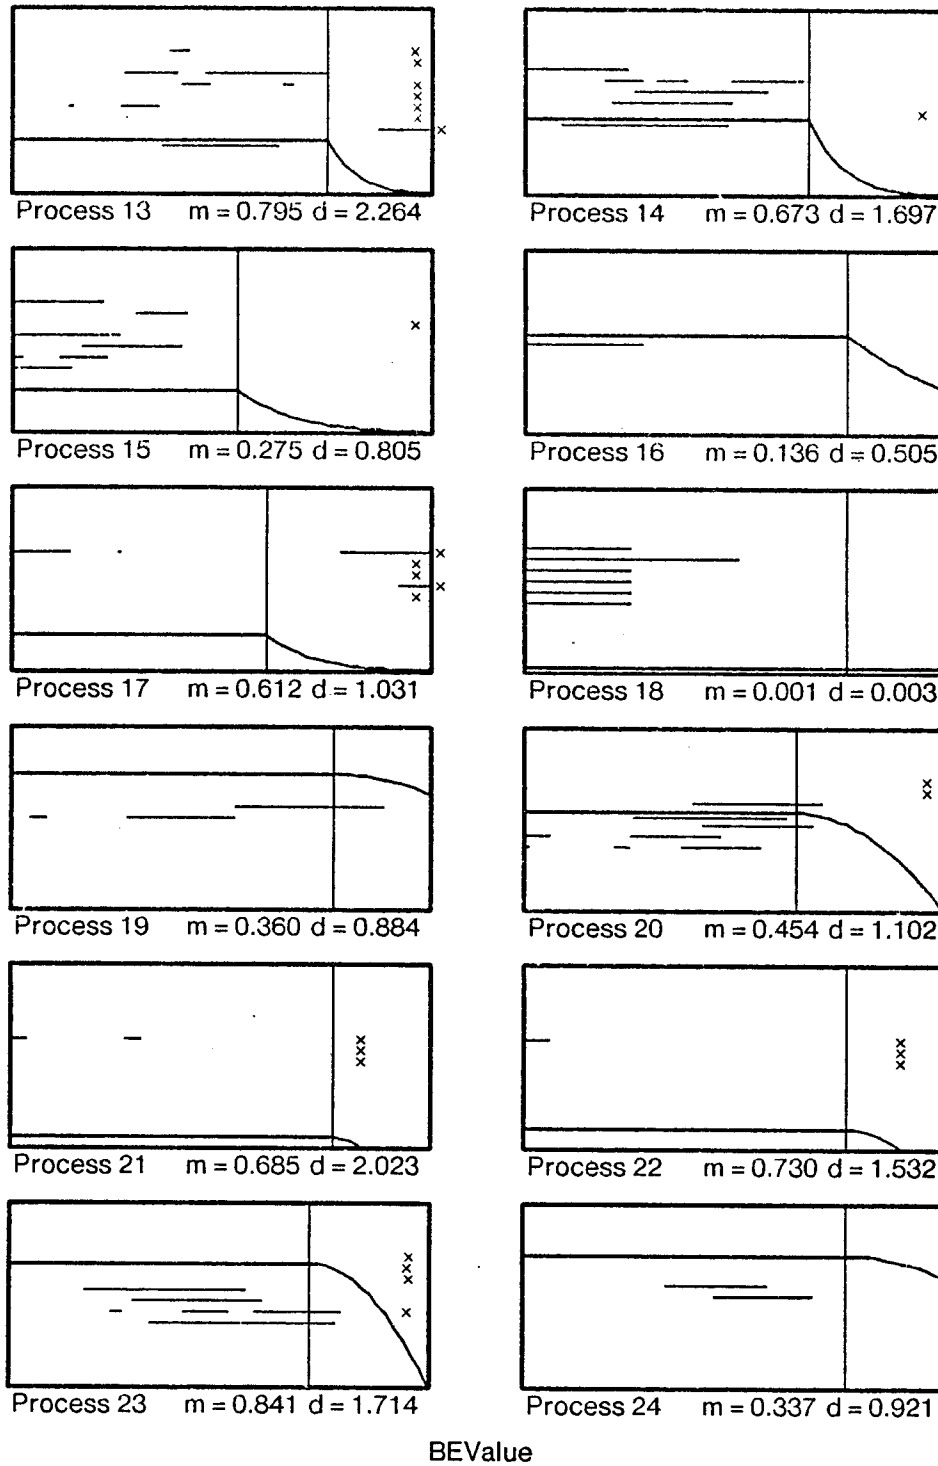 Process 13 m = 0.795 d = 2.264
Process 14 m = 0.673 d = 1.697
Process 15 m = 0.275 d = 0.805
Process 16 m = 0.136 d = 0.505
Process 17 m = 0.612 d = 1.031
Process 18 m = 0.001 d = 0.003
Process 19 m = 0.360 d = 0.884
Process 20 m = 0.454 d = 1.102
Process 21 m = 0.685 d = 2.023
Process 22 m = 0.730 d = 1.532
Process 23 m = 0.841 d = 1.714
Process 24 m = 0.337 d = 0.921
BEValue